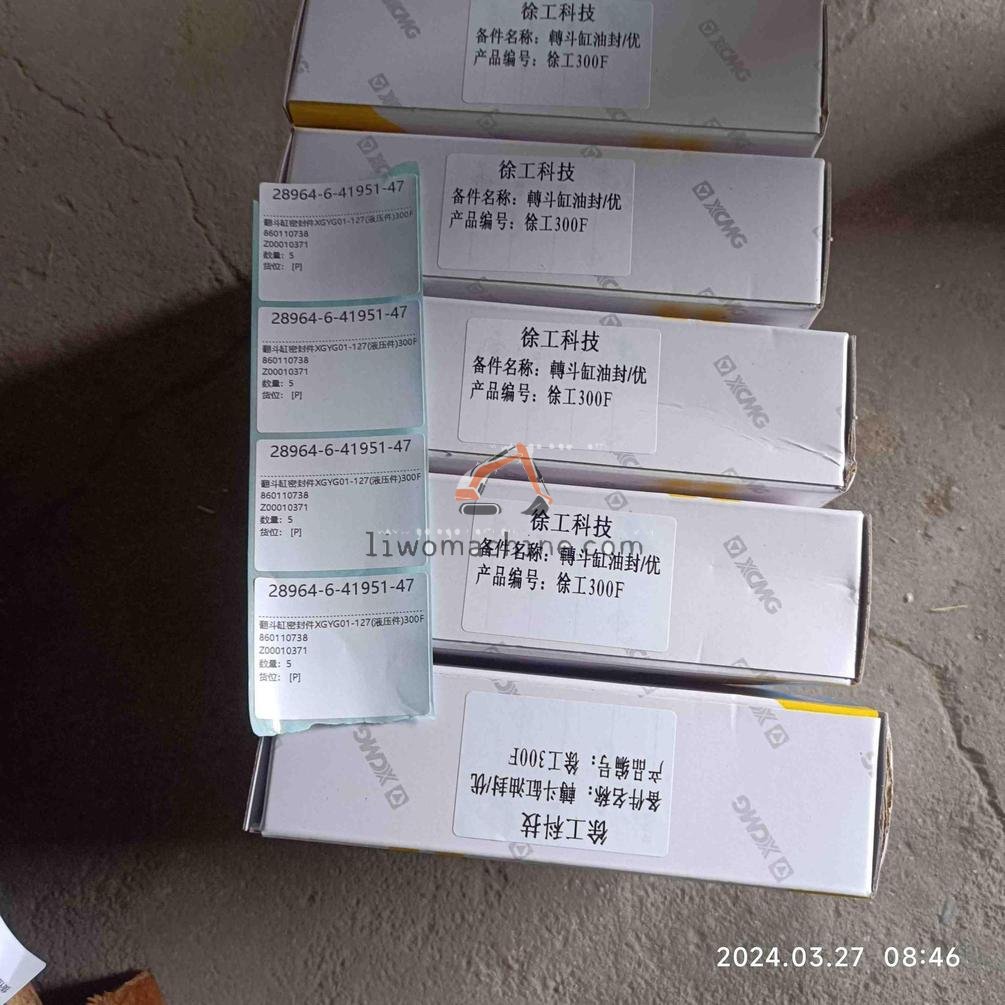 徐工科技
备件名称：轉斗缸油封/优
产品编号：徐工300F
XCMG
XCMG
XCMG
徐工科技
备件名称：轉斗缸油封/优
产品编号：徐工300F
XCMG
XCMG
28964-6-41951-47
翻斗缸密封件XGYG01-127(液压件)300F
860110738
Z00010371
数量：5
货位： [P]
徐工科技
备件名称：轉斗缸油封/优
产品编号：徐工300F
XCMG
28964-6-41951-47
翻斗缸密封件XGYG01-127(液压件)300F
860110738
Z00010371
数量：5
货位： [P]
28964-6-41951-47
翻斗缸密封件XGYG01-127(液压件)300F
860110738
Z00010371
数量：5
货位： [P]
徐工科技
备件名称：轉斗缸油封/优
产品编号：徐工300F
XCMG
liwomachine.com
28964-6-41951-47
翻斗缸密封件XGYG01-127(液压件)300F
860110738
Z00010371
数量：5
货位： [P]
徐工科技
备件名称：轉斗缸油封/优
产品编号：徐工300F
XCMG
XCMG
2024.03.27 08:46